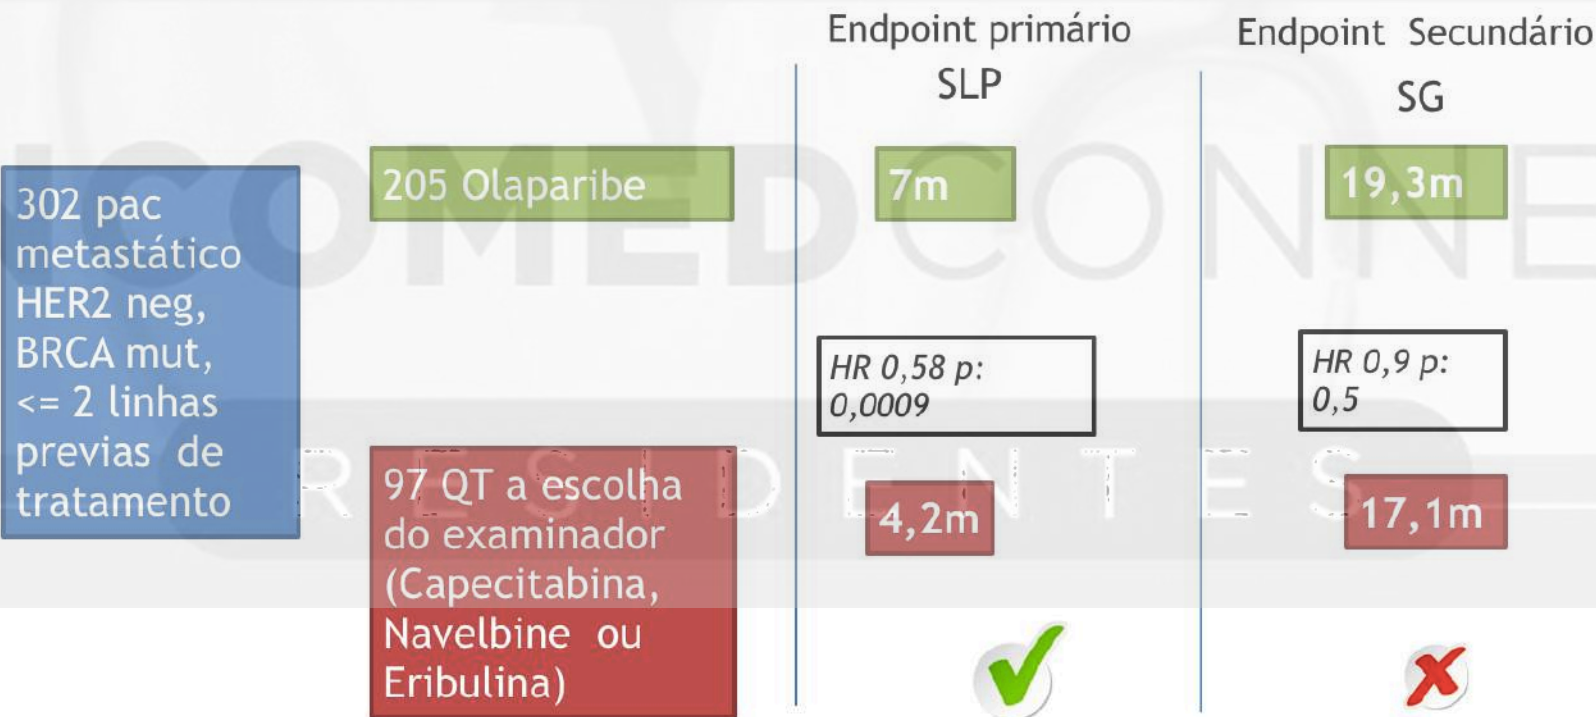 Endpoint primário
SLP
Endpoint Secundário
SG
302 pac
metastático
HER2 neg,
BRCA mut,
<= 2 linhas
previas de
tratamento
205 Olaparibe
7m
19,3m
HR 0,58 p:
0,0009
HR 0,9 p:
0,5
97 QT a escolha
do examinador
(Capecitabina,
Navelbine ou
Eribulina)
4,2m
17,1m
COMEDCONNE
RESIDENTES